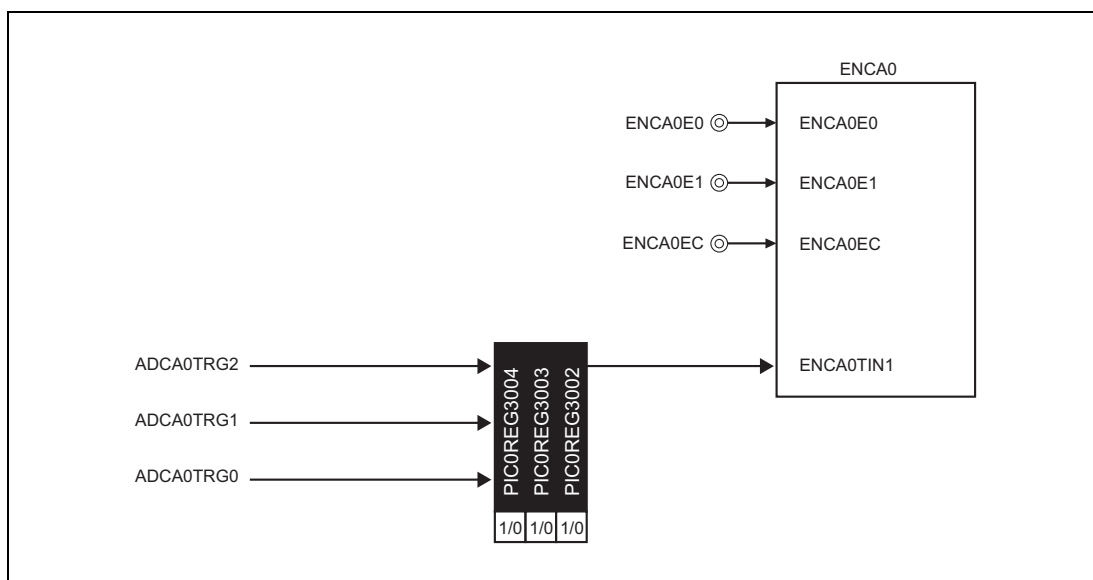 ENCA0
ENCA0E0
ENCA0E0
ENCA0E1
ENCA0E1
ENCA0EC
ENCA0EC
ADCA0TRG2
ENCA0TIN1
ADCA0TRG1
ADCA0TRG0
PIC0REG3004
PIC0REG3003
PIC0REG3002
1/0 1/0 1/0